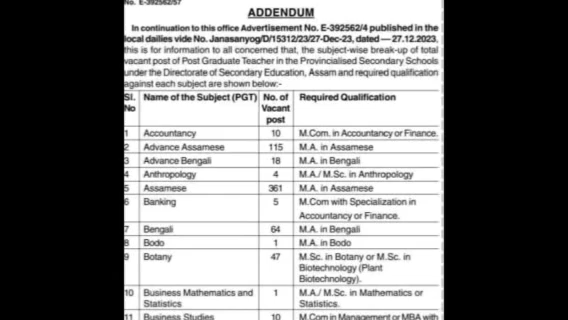 No. E-392562/57
ADDENDUM
In continuation to this office Advertisement No. E-392562/4 published in the
local dailies vide No. Janasanyog/D/15312/23/27-Dec-23, dated — 27.12.2023,
this is for information to all concerned that, the subject-wise break-up of total
vacant post of Post Graduate Teacher in the Provincialised Secondary Schools
under the Directorate of Secondary Education, Assam and required qualification
against each subject are shown below:-
Sl. No Name of the Subject (PGT) No. of Vacant post Required Qualification
1 Accountancy 10 M.Com. in Accountancy or Finance.
2 Advance Assamese 115 M.A. in Assamese
3 Advance Bengali 18 M.A. in Bengali
4 Anthropology 4 M.A./ M.Sc. in Anthropology
5 Assamese 361 M.A. in Assamese
6 Banking 5 M.Com with Specialization in
Accountancy or Finance.
7 Bengali 64 M.A. in Bengali
8 Bodo 1 M.A. in Bodo
9 Botany 47 M.Sc. in Botany or M.Sc. in
Biotechnology (Plant
Biotechnology).
10 Business Mathematics and 1 M.A./ M.Sc. in Mathematics or
Statistics Statistics.
11 Business Studies 10 M.Com in Management or MBA with